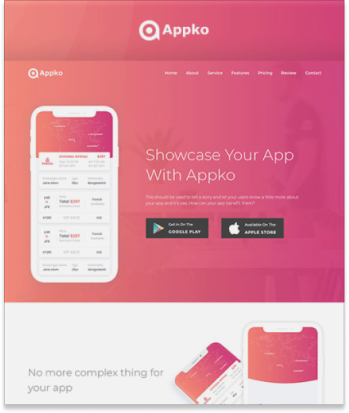 Appko
Appko
Home About Service Features Pricing Review Contact
Showcase Your App
With Appko
This should be used to tell a story and let your users know a little more about
your app and it's use. How can your app benefit them?
Get It On The
GOOGLE PLAY
Available On The
APPLE STORE
Total $297
No more complex thing for
your app